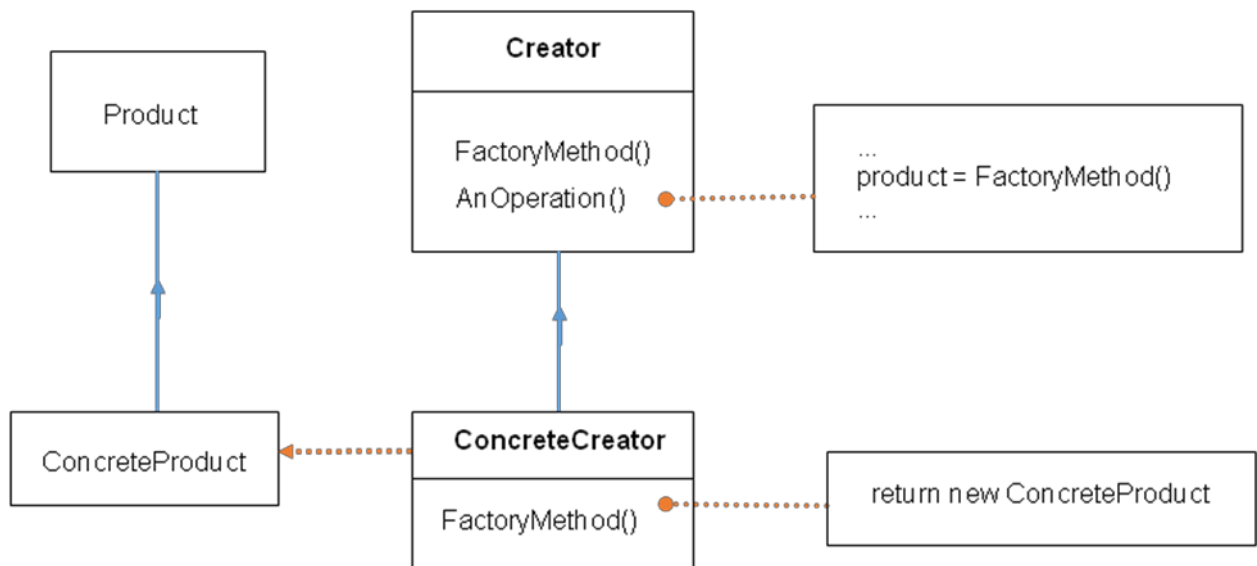 Creator
Product
FactoryMethod()
AnOperation()
...
product = FactoryMethod()
...
ConcreteProduct
ConcreteCreator
FactoryMethod()
return new ConcreteProduct